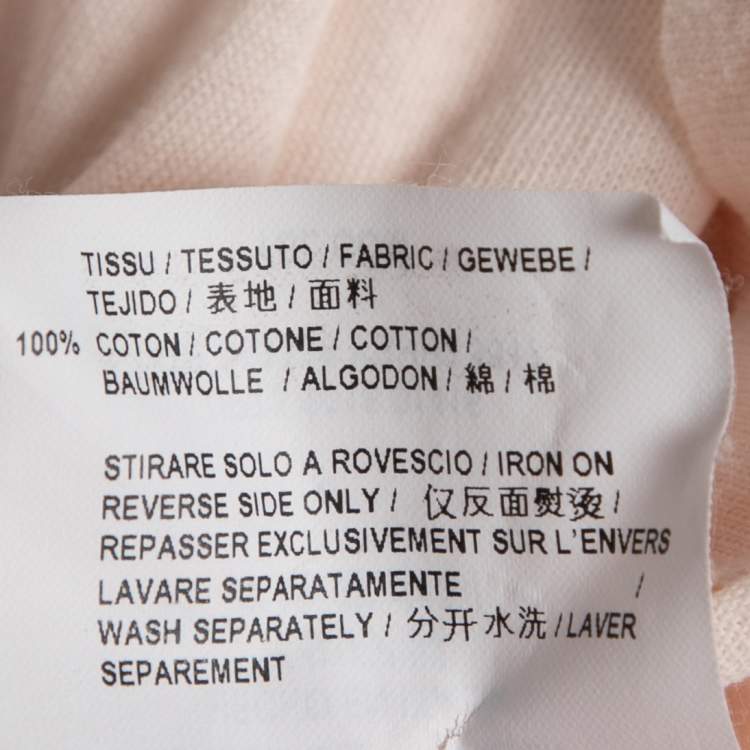 TISSU / TESSUTO / FABRIC / GEWEBE /
TEJIDO / 表地 / 面料
100% COTON / COTONE / COTTON /
BAUMWOLLE / ALGODON / 綿 / 棉
STIRARE SOLO A ROVESCIO / IRON ON
REVERSE SIDE ONLY / 仅反面熨烫 /
REPASSER EXCLUSIVEMENT SUR L'ENVERS
LAVARE SEPARATAMENTE /
WASH SEPARATELY / 分开水洗 / LAVER
SEPAREMENT